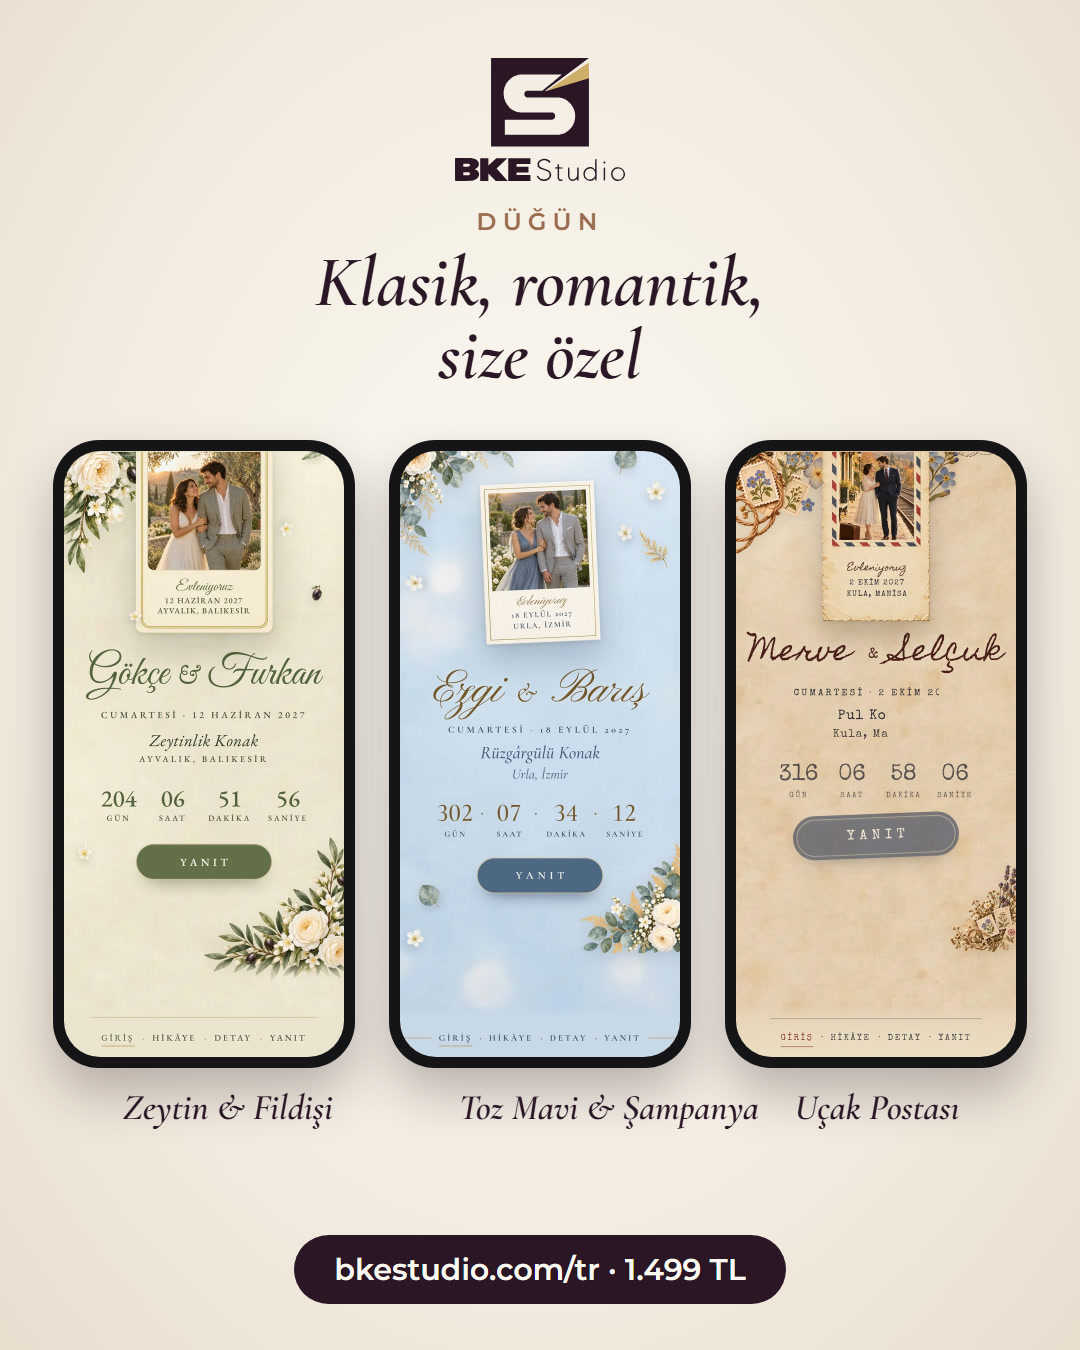 S
BKE Studio
DÜĞÜN
Klasik, romantik,
size özel
Evleniyoruz
12 HAZİRAN 2027
AYVALIK, BALIKESİR
Gökçe & Furkan
CUMARTESİ · 12 HAZİRAN 2027
Zeytinlik Konak
AYVALIK, BALIKESİR
204 06 51 56
GÜN SAAT DAKİKA SANİYE
YANIT
GİRİŞ · HİKÂYE · DETAY · YANIT
Zeytin & Fildişi
Evleniyoruz
18 EYLÜL 2027
URLA, İZMİR
Ezgi & Barış
CUMARTESİ · 18 EYLÜL 2027
Rüzgârgülü Konak
Urla, İzmir
302 · 07 · 34 · 12
GÜN SAAT DAKİKA SANİYE
YANIT
GİRİŞ · HİKÂYE · DETAY · YANIT
Toz Mavi & Şampanya
Evleniyoruz
2 EKİM 2027
KULA, MANİSA
Merve & Selçuk
CUMARTESİ · 2 EKİM 20
Pul Ko
Kula, Ma
316 06 58 06
GÜN SAAT DAKİKA SANİYE
YANIT
GİRİŞ · HİKÂYE · DETAY · YANIT
Uçak Postası
bkestudio.com/tr · 1.499 TL